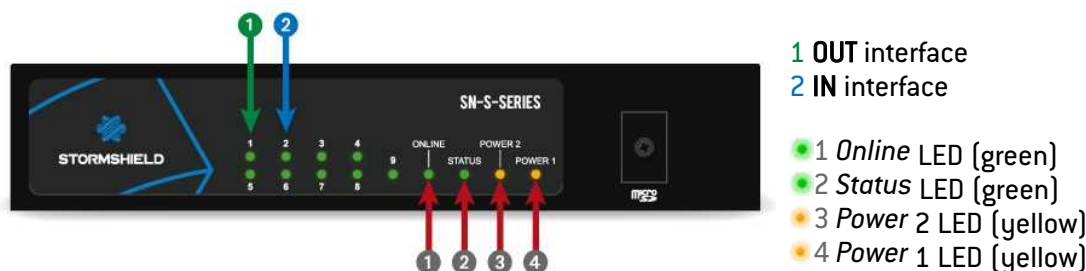 1 2
1 OUT interface
2 IN interface
SN-S-SERIES
STORMSHIELD
1 2 3 4 9 ONLINE POWER 2
STATUS POWER 1
5 6 7 8
micro SD
1 Online LED (green)
2 Status LED (green)
3 Power 2 LED (yellow)
4 Power 1 LED (yellow)
1 2 3 4